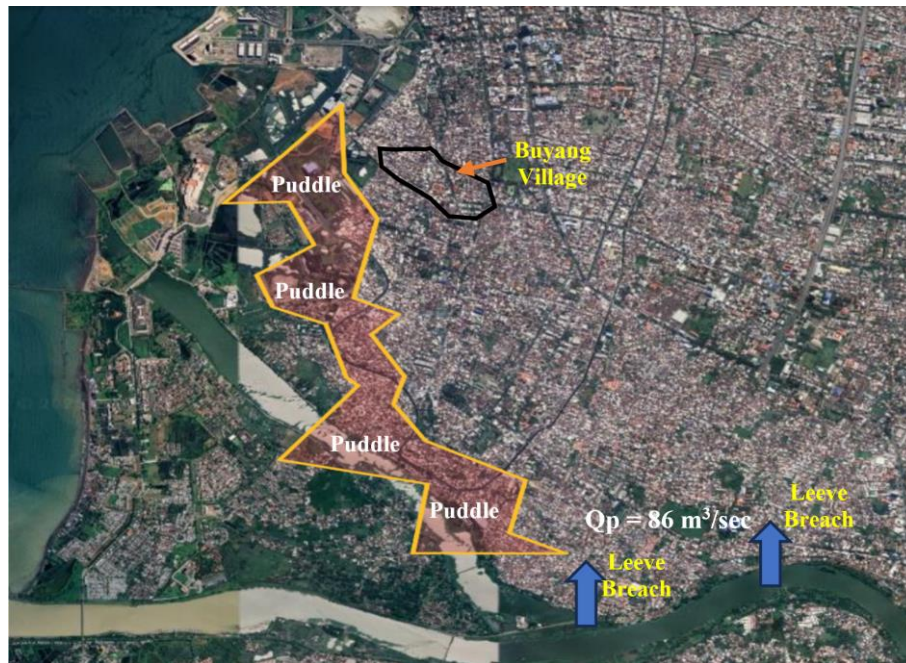 Buyang
Village
Puddle
Puddle
Puddle
Puddle
Qp = 86 m³/sec
Leeve
Breach
Leeve
Breach